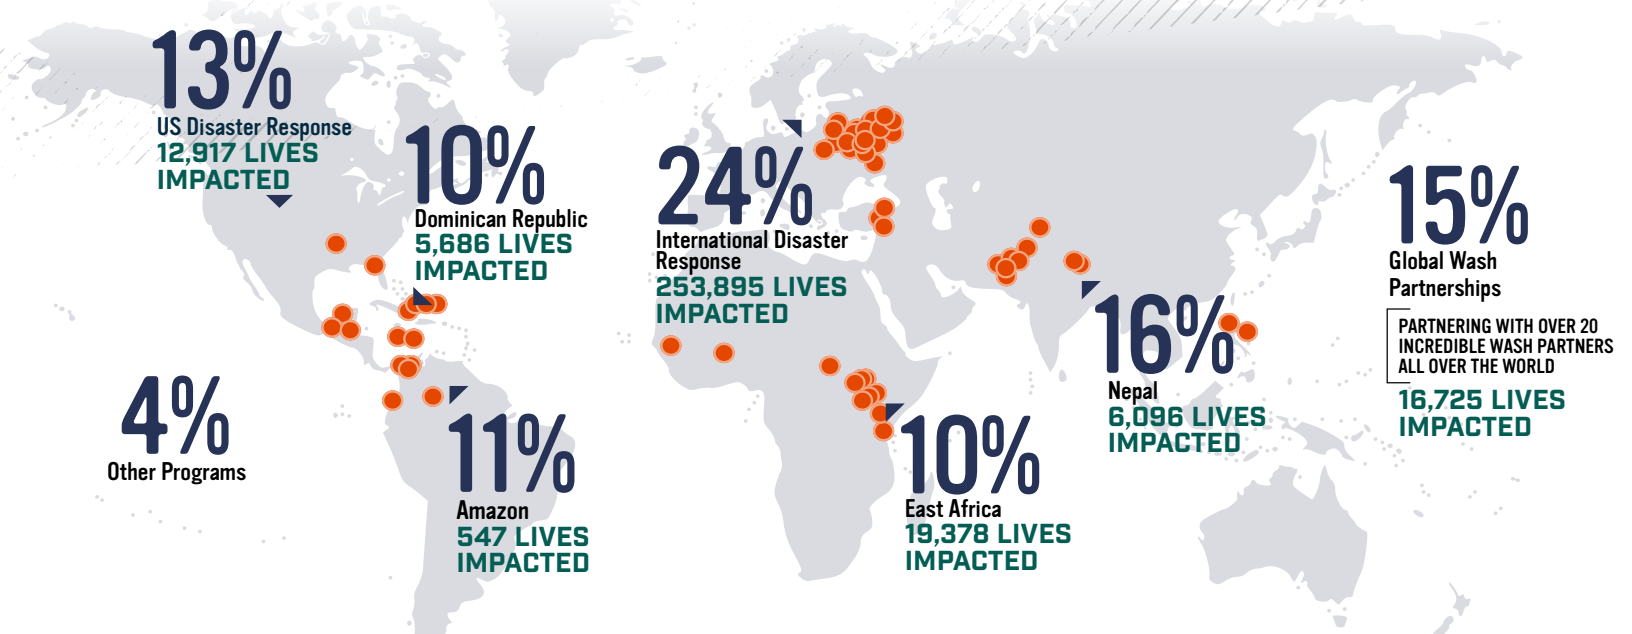 13%
US Disaster Response
12,917 LIVES
IMPACTED
10%
Dominican Republic
5,686 LIVES
IMPACTED
24%
International Disaster
Response
253,895 LIVES
IMPACTED
15%
Global Wash
Partnerships
PARTNERING WITH OVER 20
INCREDIBLE WASH PARTNERS
ALL OVER THE WORLD
16,725 LIVES
IMPACTED
16%
Nepal
6,096 LIVES
IMPACTED
4%
Other Programs
11%
Amazon
547 LIVES
IMPACTED
10%
East Africa
19,378 LIVES
IMPACTED